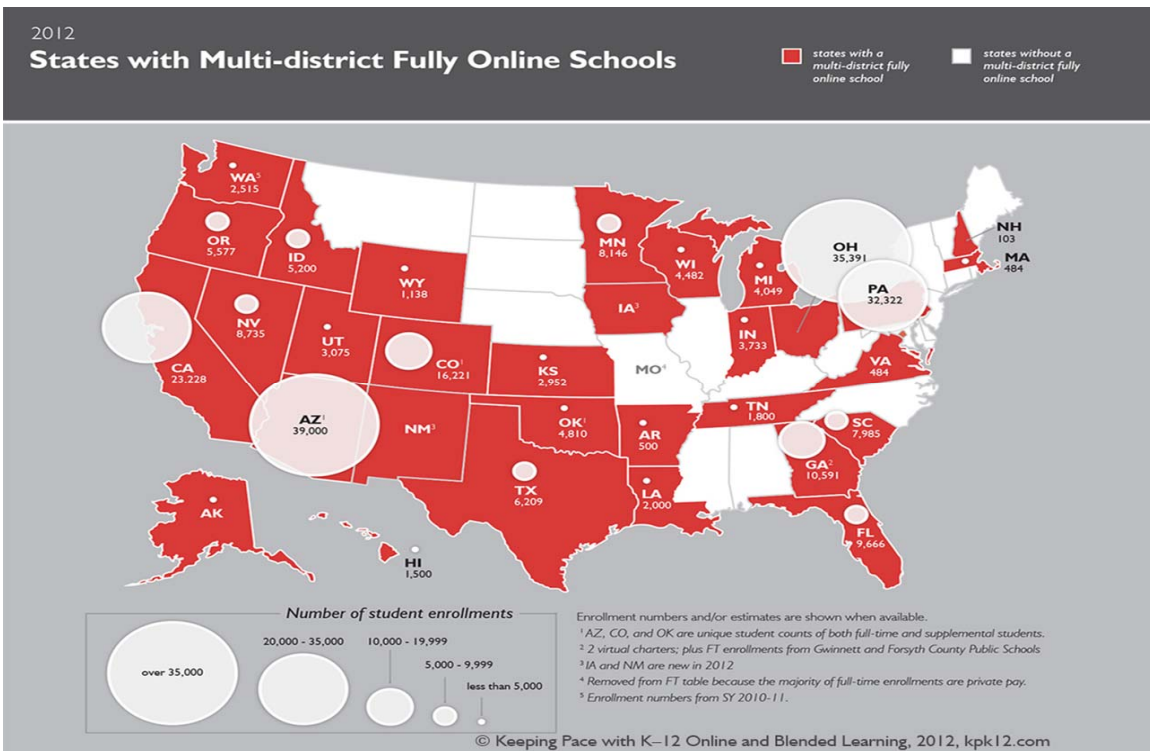 2012
States with Multi-district Fully Online Schools
states with a
multi-district fully
online school
states without a
multi-district fully
online school
WA⁵
2,515
OR
5,577
ID
5,200
WY
1,138
NV
8,735
UT
3,075
CO¹
16,221
CA
23.228
AZ¹
39,000
NM³
KS
2,952
OK¹
4,810
TX
6,209
MN
8,146
WI
4,482
IA³
MO⁴
AR
500
LA
2,000
MI
4,049
IN
3,733
OH
35,391
PA
32,322
NH
103
MA
484
VA
484
TN
1,800
SC
7,985
GA²
10,591
FL
9,666
AK
HI
1,500
Number of student enrollments
over 35,000
20,000 - 35,000
10,000 - 19,999
5,000 - 9,999
less than 5,000
Enrollment numbers and/or estimates are shown when available.
¹ AZ, CO, and OK are unique student counts of both full-time and supplemental students.
² 2 virtual charters; plus FT enrollments from Gwinnett and Forsyth County Public Schools
³ IA and NM are new in 2012
⁴ Removed from FT table because the majority of full-time enrollments are private pay.
⁵ Enrollment numbers from SY 2010-11.
© Keeping Pace with K–12 Online and Blended Learning, 2012, kpk12.com